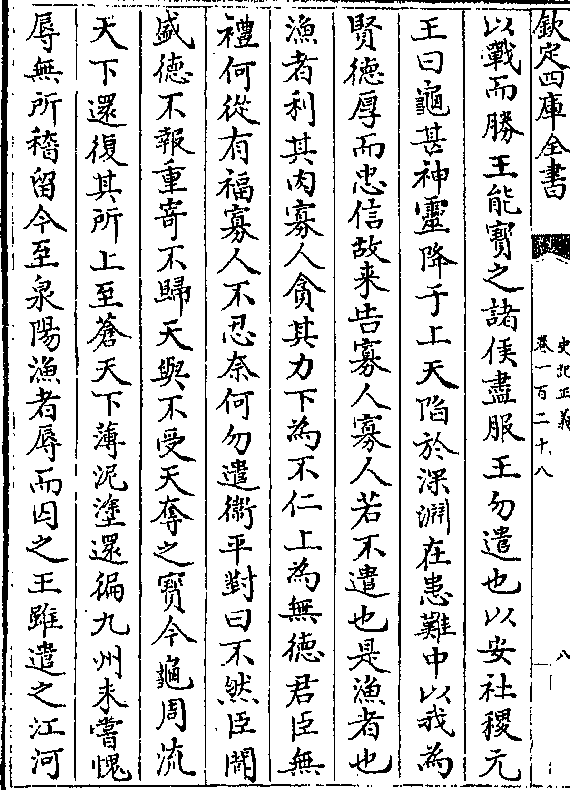 欽定四庫全書
史記正義
卷一百二十八
八
以戰而勝王能寳之諸侯盡服王勿遣也以安社稷元
王曰龜甚神靈降于上天陷於深淵在患難中以我為
賢德厚而忠信故来告寡人寡人若不遣也是漁者也
漁者利其肉寡人貪其力下為不仁上為無德君臣無
禮何從有福寡人不忍奈何勿遣衞平對曰不然臣聞
盛德不報重寄不歸天與不受天奪之寳今龜周流
天下還復其所上至蒼天下薄泥塗還徧九州未嘗愧
辱無所稽留今至泉陽漁者辱而囚之王雖遣之江河